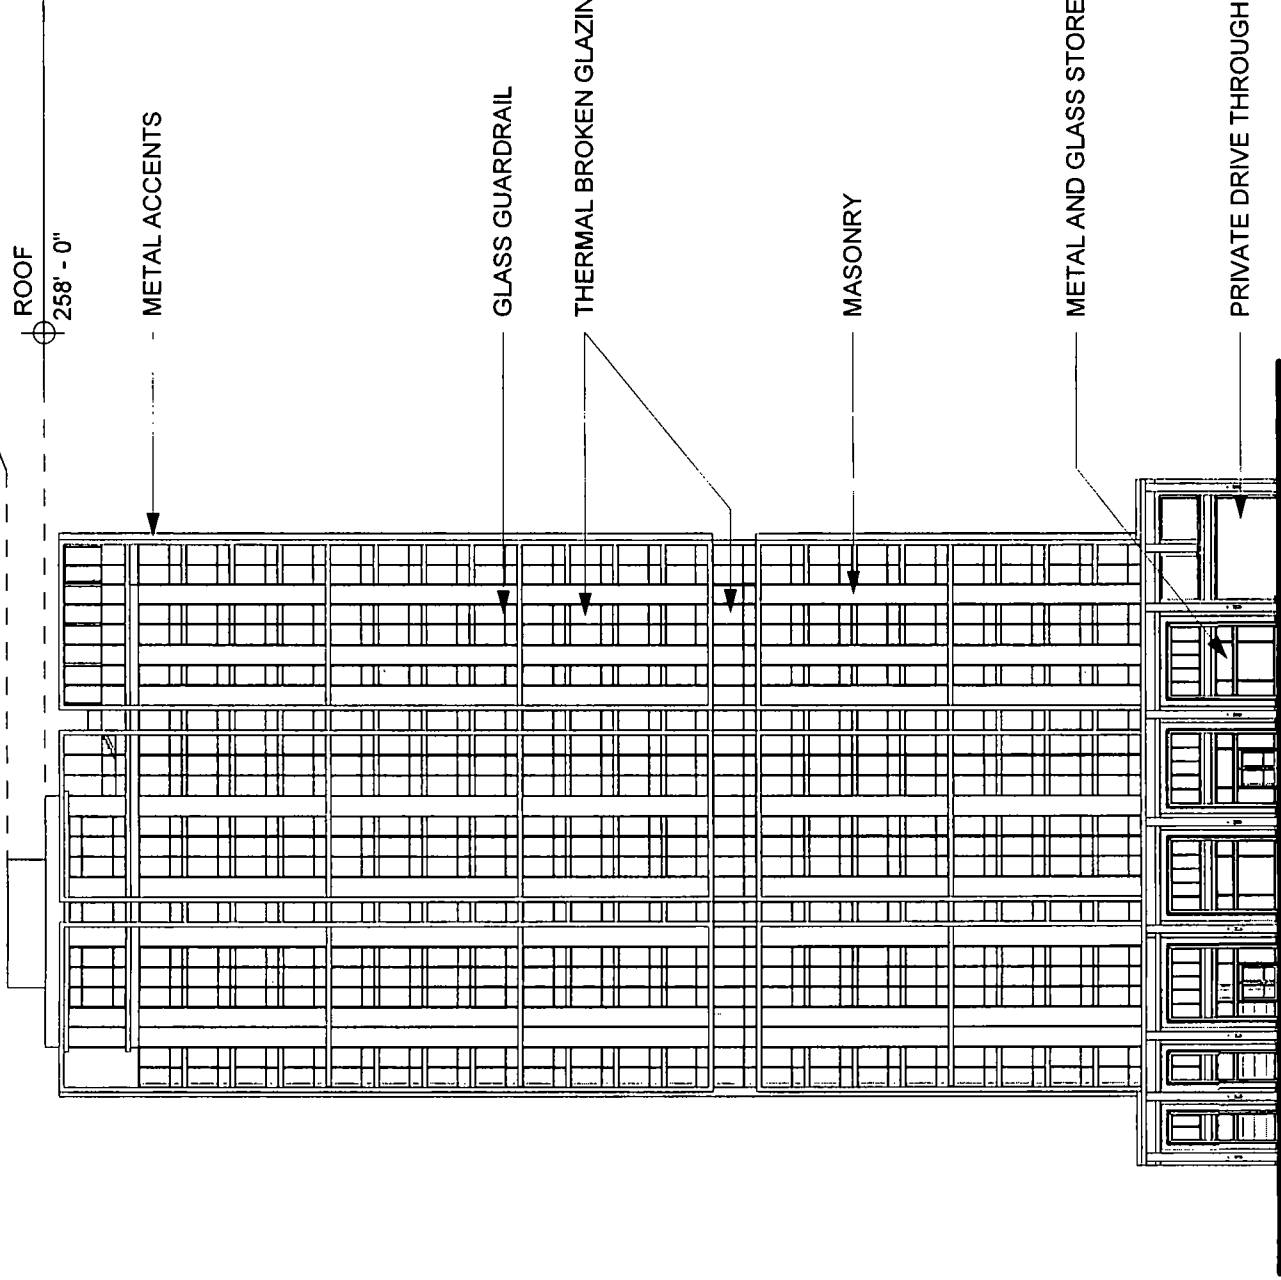 ROOF
258' - 0"
METAL ACCENTS
GLASS GUARDRAIL
THERMAL BROKEN GLAZIN
MASONRY
METAL AND GLASS STORE
PRIVATE DRIVE THROUGH